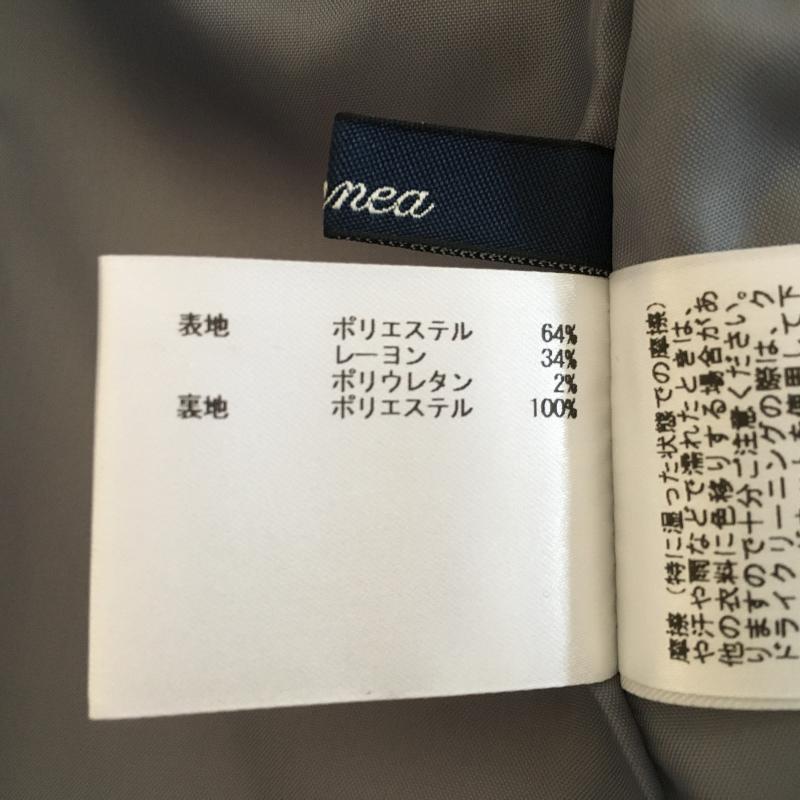 nea
表地 ポリエステル 64%
レーヨン 34%
ポリウレタン 2%
裏地 ポリエステル 100%
摩擦（特に湿った状態での摩擦）
や汗や雨などで濡れたときは、
他の衣料に色移りする場合があ
りますので十分ご注意ください。
ドライクリーニングの際は、ク